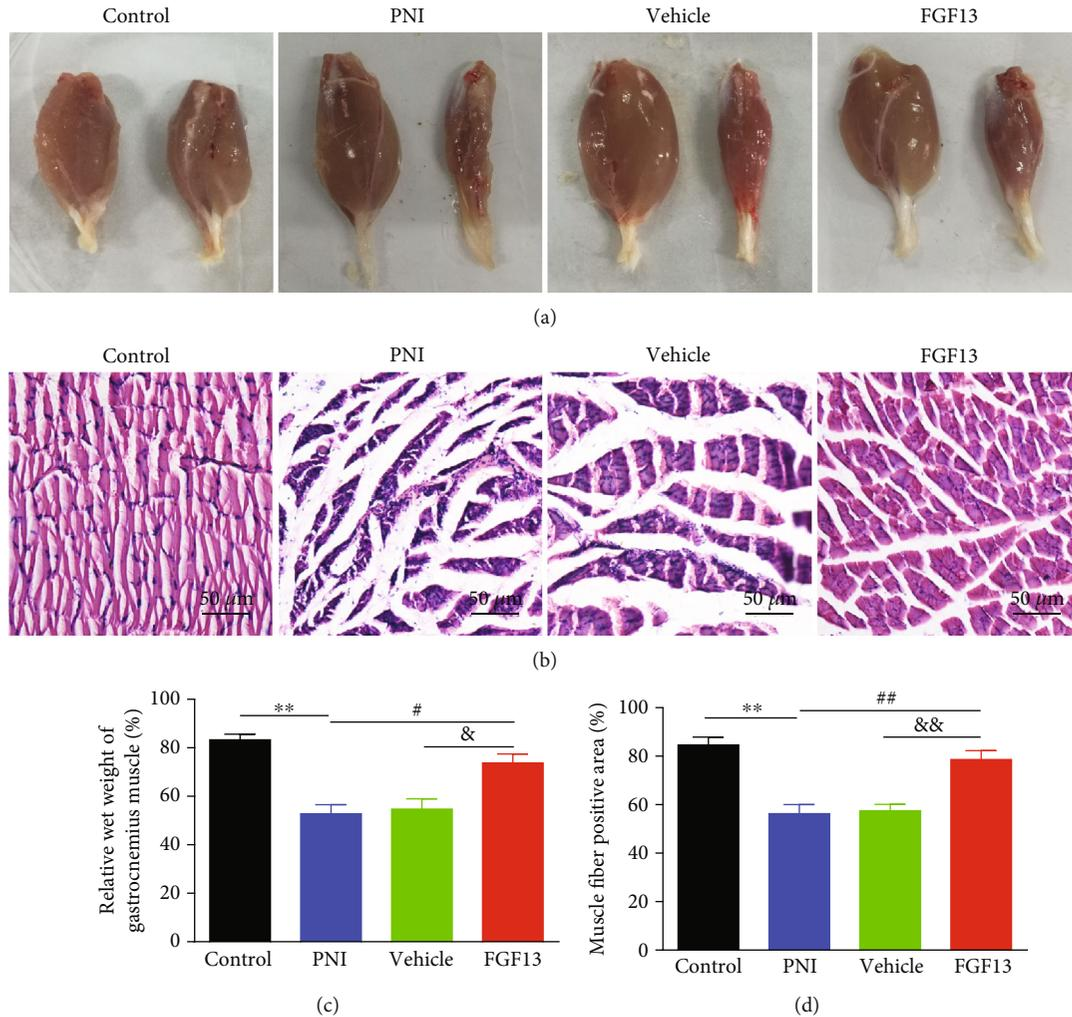 Control PNI Vehicle FGF13
(a)
Control PNI Vehicle FGF13
50 μm 50 μm 50 μm 50 μm
(b)
Relative wet weight of
gastrocnemius muscle (%)
100
80
60
40
20
0
**
#
&
Control PNI Vehicle FGF13
(c)
Muscle fiber positive area (%)
100
80
60
40
20
0
**
##
&&
Control PNI Vehicle FGF13
(d)